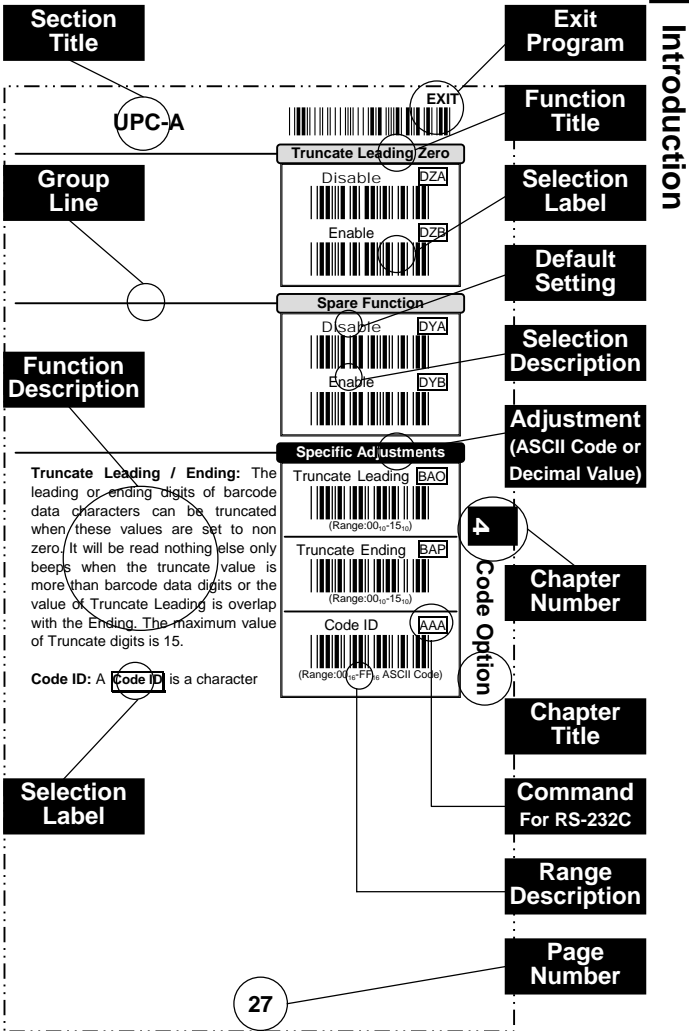 Introduction
Section
Title
Exit
Program
EXIT
UPC-A
Function
Title
Truncate Leading Zero
Disable DZA
Enable DZB
Group
Line
Selection
Label
Default
Setting
Spare Function
Disable DYA
Enable DYB
Selection
Description
Function
Description
Adjustment
(ASCII Code or
Decimal Value)
Specific Adjustments
Truncate Leading BAO
(Range:00₁₀-15₁₀)
Truncate Ending BAP
(Range:00₁₀-15₁₀)
Code ID AAA
(Range:00₁₆-FF₁₆ ASCII Code)
Truncate Leading / Ending: The
leading or ending digits of barcode
data characters can be truncated
when these values are set to non
zero. It will be read nothing else only
beeps when the truncate value is
more than barcode data digits or the
value of Truncate Leading is overlap
with the Ending. The maximum value
of Truncate digits is 15.
Code ID: A Code ID is a character
4 Code Option
Chapter
Number
Chapter
Title
Selection
Label
Command
For RS-232C
Range
Description
Page
Number
27